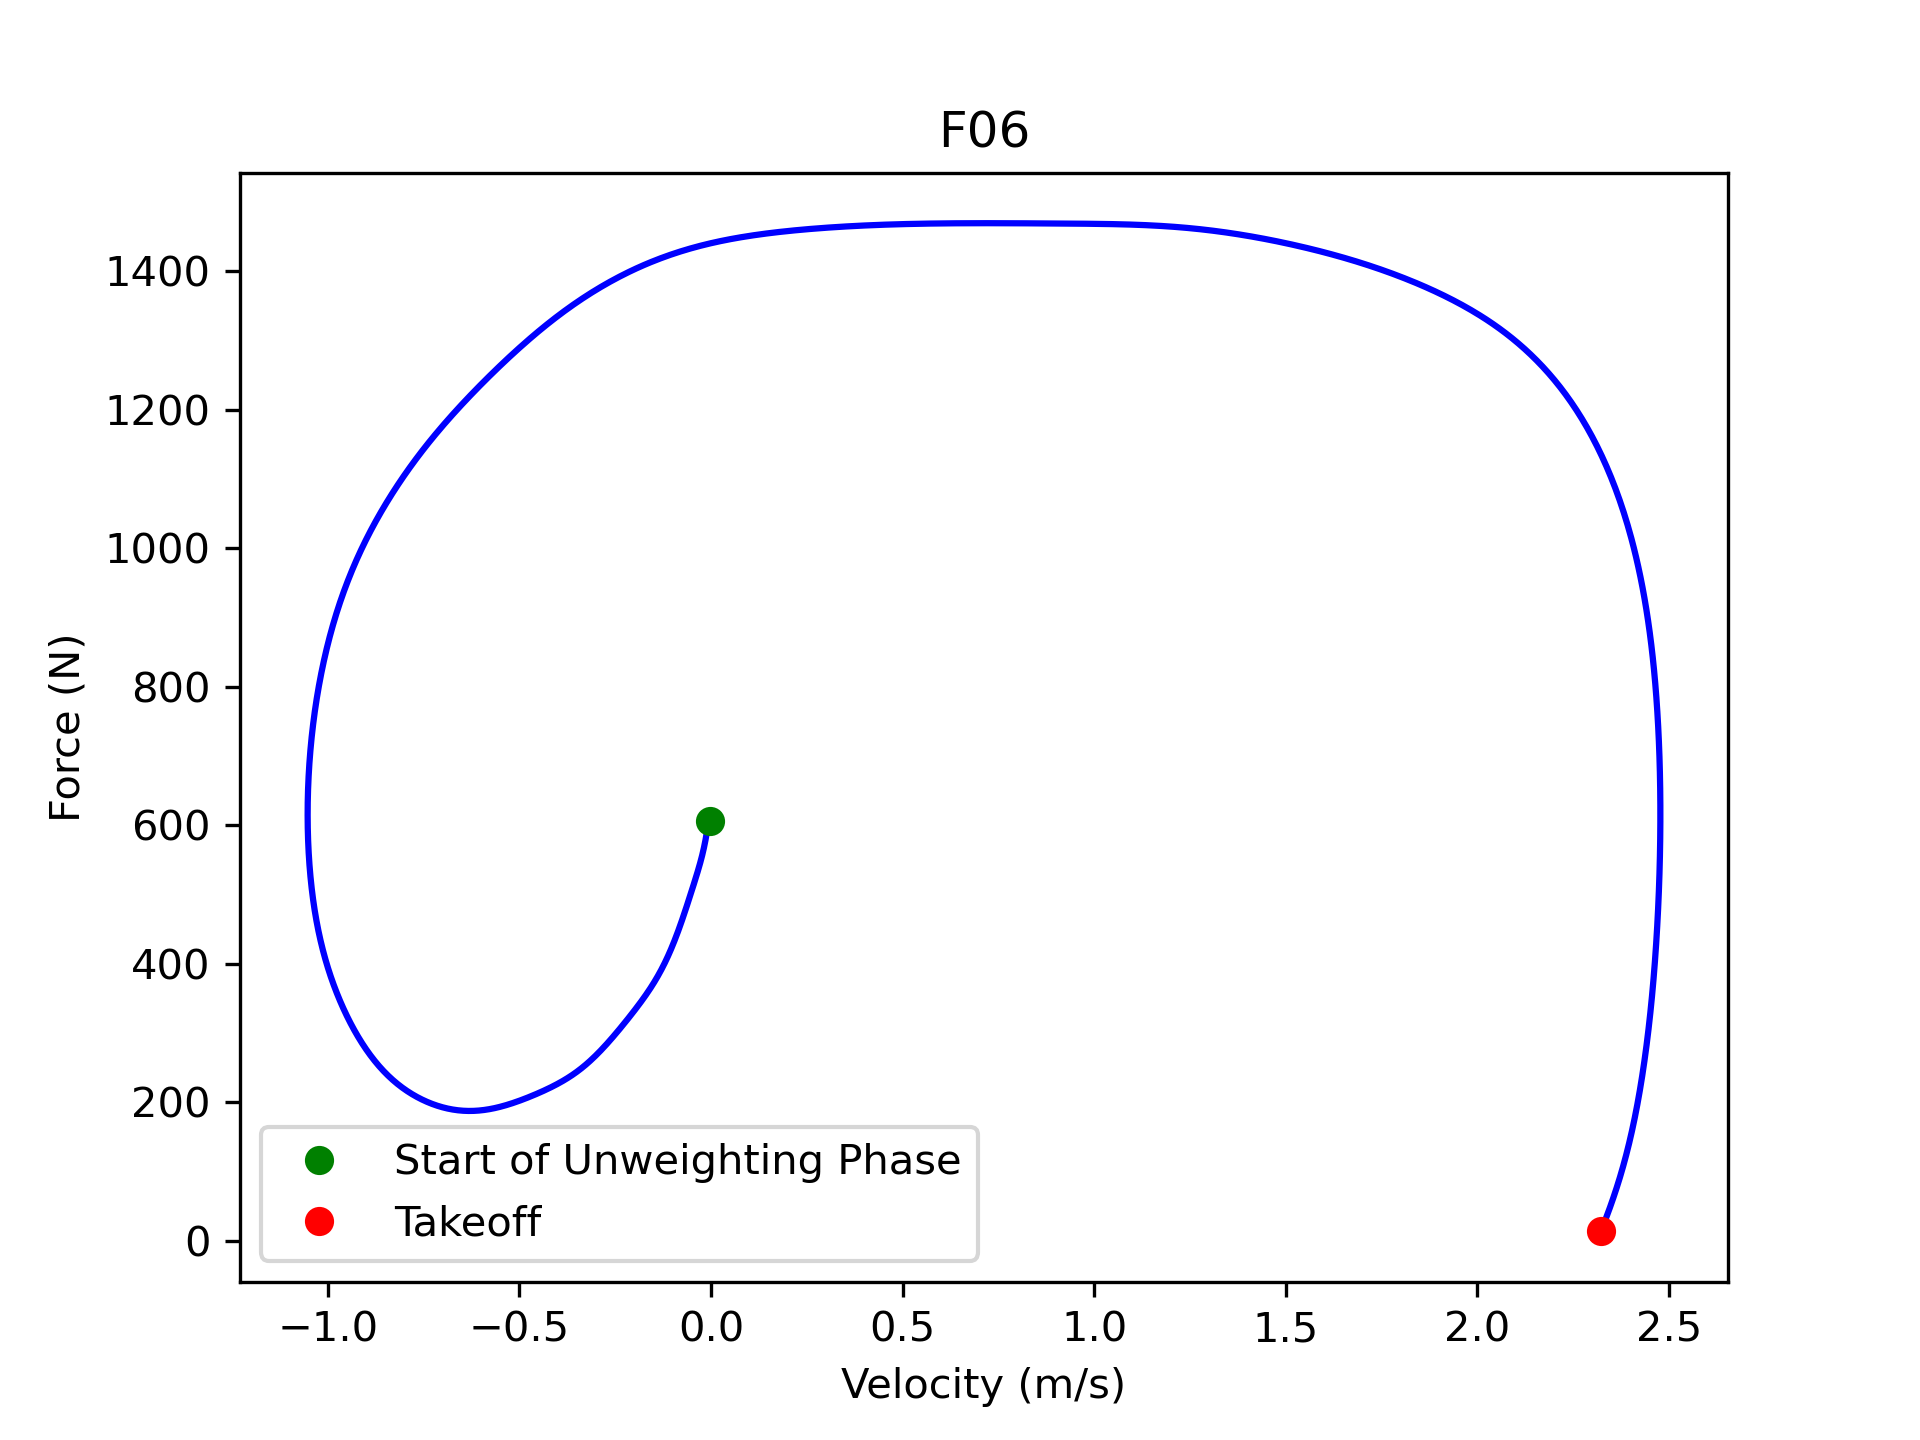 F06
1400
1200
1000
800
600
400
200
0
Force (N)
Start of Unweighting Phase
Takeoff
−1.0 −0.5 0.0 0.5 1.0 1.5 2.0 2.5
Velocity (m/s)